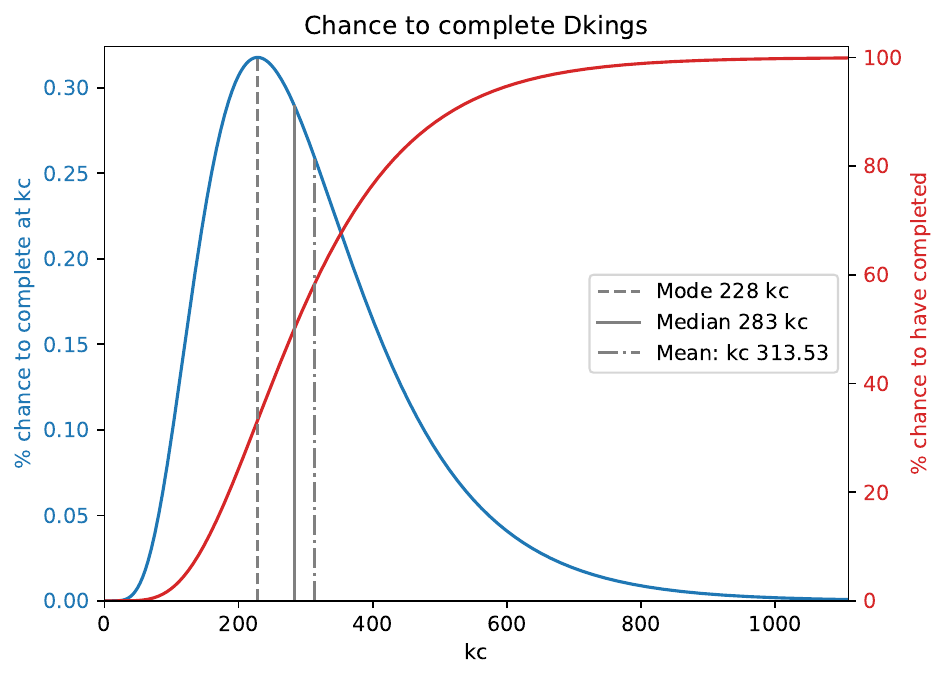 Chance to complete Dkings
% chance to complete at kc
0.30
0.25
0.20
0.15
0.10
0.05
0.00
100
80
60
40
20
0
% chance to have completed
Mode 228 kc
Median 283 kc
Mean: kc 313.53
0 200 400 600 800 1000
kc